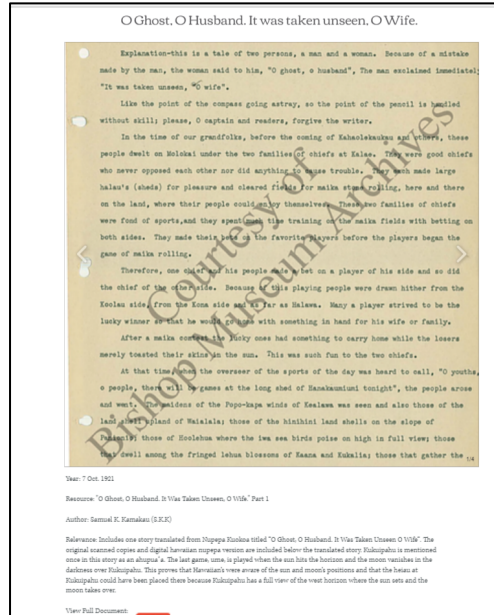 O Ghost, O Husband. It was taken unseen. O Wife.
Explanation-this is a tale of two persons, a man and a woman. Because of a mistake
made by the man, the woman said to him, "O ghost, o husband", The man exclaimed immediately
"It was taken unseen, O wife".
Like the point of the compass going astray, so the point of the pencil is handled
without skill; please, O captain and readers, forgive the writer.
In the time of our grandfolks, before the coming of Kahaolekaukau and others, these
people dwelt on Molokai under the two families of chiefs at Kalae. They were good chiefs
who never opposed each other nor did anything to cause trouble. They each made large
halau's (sheds) for pleasure and cleared fields for maika stone rolling, here and there
on the land, where their people could enjoy themselves. These two families of chiefs
were fond of sports, and they spent much time training on the maika fields with betting on
both sides. They made their bets on the favorite players before the players began the
game of maika rolling.
Therefore, one chief and his people made a bet on a player of his side and so did
the chief of the other side. Because of this playing people were drawn hither from the
Koolau side, from the Kona side and as far as Halawa. Many a player strived to be the
lucky winner so that he would go home with something in hand for his wife or family.
After a maika contest the lucky ones had something to carry home while the losers
merely toasted their skins in the sun. This was such fun to the two chiefs.
At that time, when the overseer of the sports of the day was heard to call, "O youths,
o people, there will be games at the long shed of Kanakauniuni tonight", the people arose
and went. The maidens of the Popo-kapa winds of Kealawa was seen and also those of the
land shell upland of Waialala; those of the hinihini land shells on the slope of
those of Hoolehua where the iwa sea birds poise on high in full view; those
that dwell among the fringed lehua blossoms of Kaana and Kukalia; those that gather the
1/4
Courtesy of
Bishop Museum Archives
Year: 7 Oct. 1921
Resource: "O Ghost, O Husband. It Was Taken Unseen, O Wife." Part 1
Author: Samuel K. Kamakau (S.K.K)
Relevance: Includes one story translated from Nupepa Kuokoa titled "O Ghost, O Husband. It Was Taken Unseen O Wife". The
original scanned copies and digital hawaiian nupepa version are included below the translated story. Kukuipahu is mentioned
once in this story as an ahupua'a. The last game, ume, is played when the sun hits the horizon and the moon vanishes in the
darkness over Kukuipahu. This proves that Hawaiian's were aware of the sun and moon's positions and that the heiau at
Kukuipahu could have been placed there because Kukuipahu has a full view of the west horizon where the sun sets and the
moon takes over.
View Full Document: